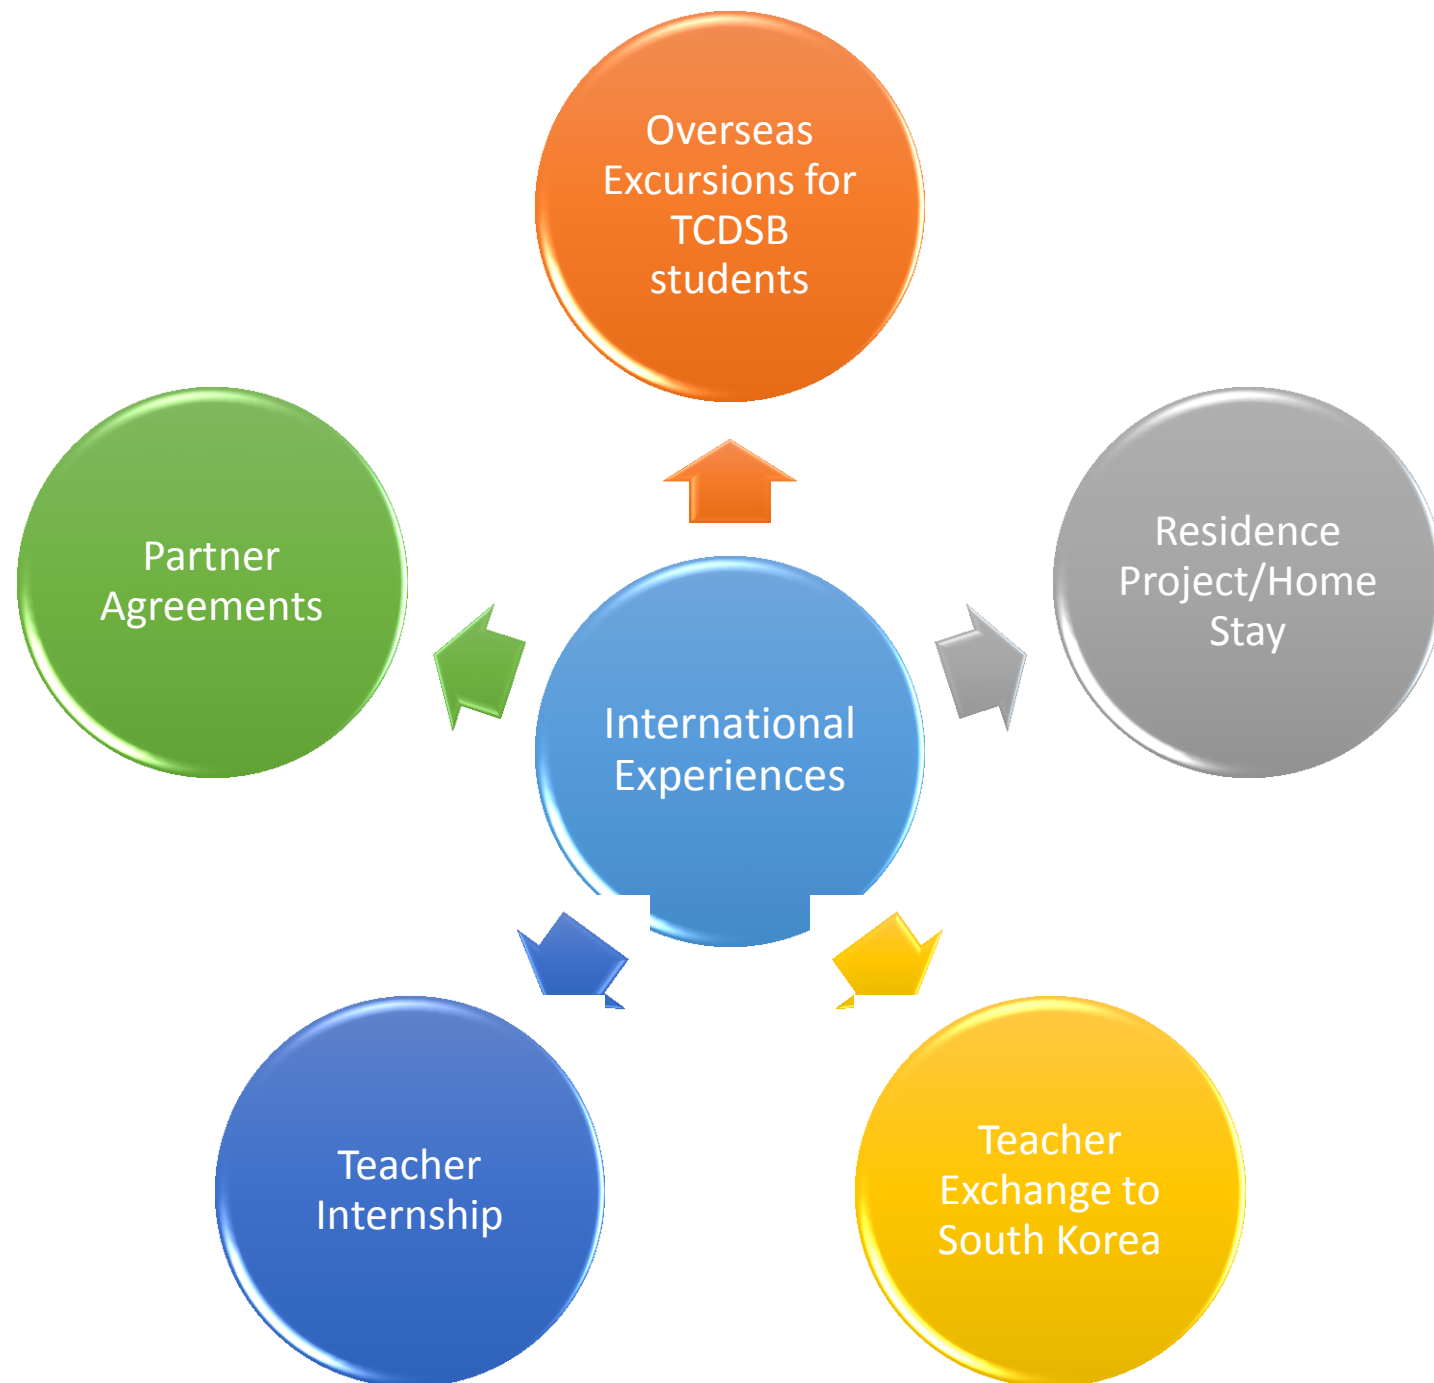 Overseas
Excursions for
TCDSB
students
Partner
Agreements
Residence
Project/Home
Stay
International
Experiences
Teacher
Internship
Teacher
Exchange to
South Korea